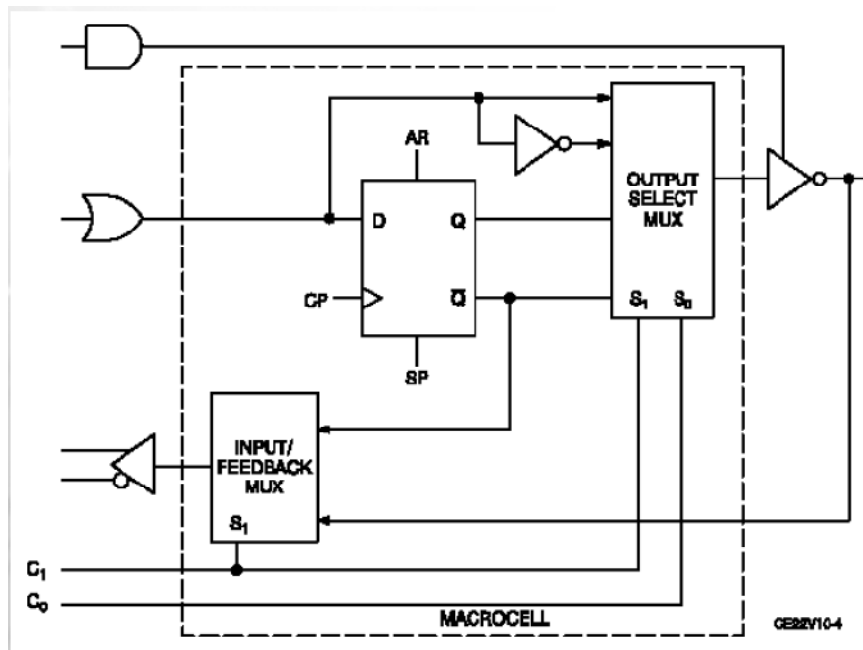 AR
OUTPUT
SELECT
MUX
D
Q
CP
Q̅
S₁
S₀
SP
INPUT/
FEEDBACK
MUX
S₁
C₁
C₀
MACROCELL
CE22V10-4